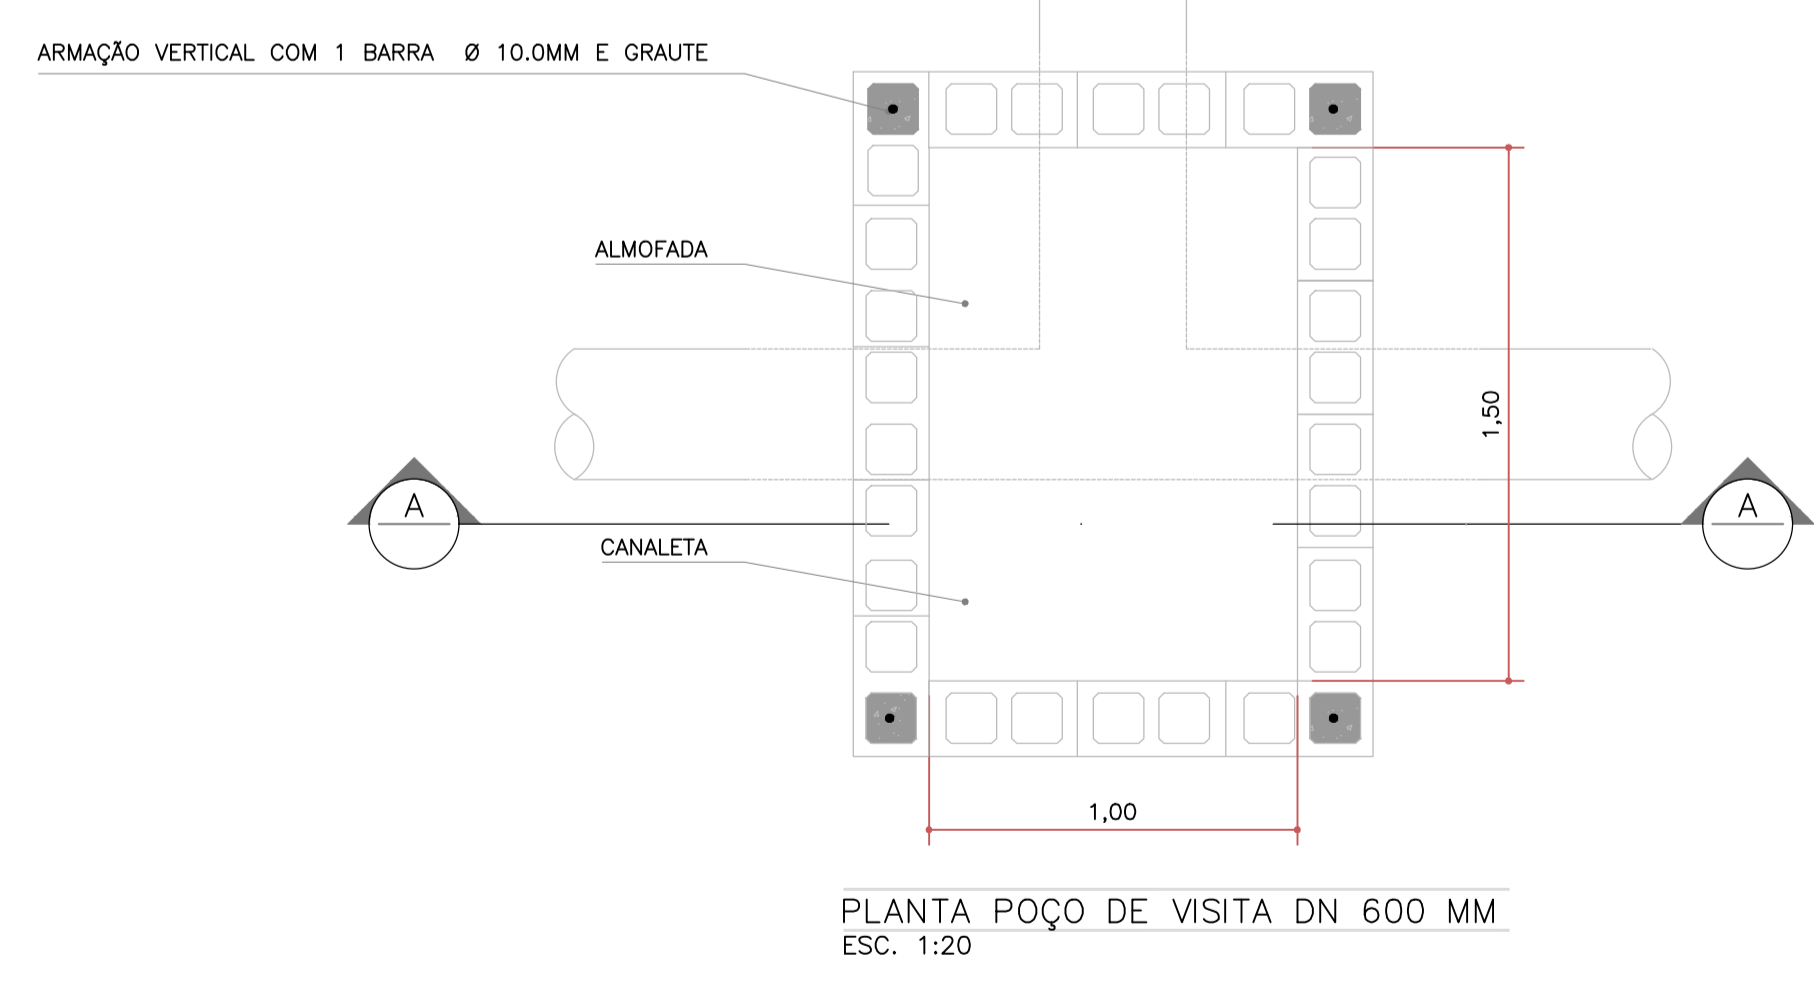 ARMAÇÃO VERTICAL COM 1 BARRA Ø 10.0MM E GRAUTE
ALMOFADA
1,50
A
A
CANALETA
1,00
PLANTA POÇO DE VISITA DN 600 MM
ESC. 1:20